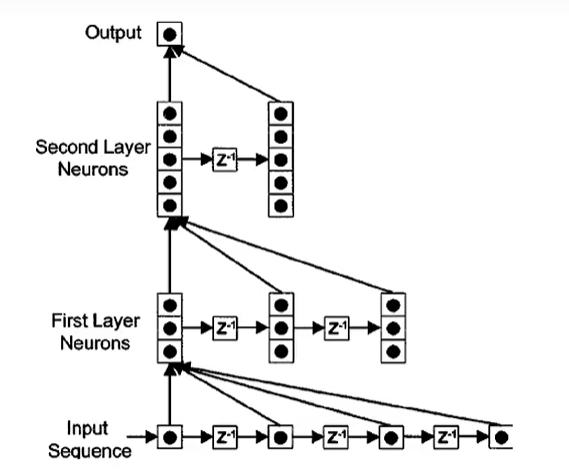 Output
Second Layer
Neurons
Z-1
First Layer
Neurons
Z-1
Z-1
Input
Sequence
Z-1
Z-1
Z-1